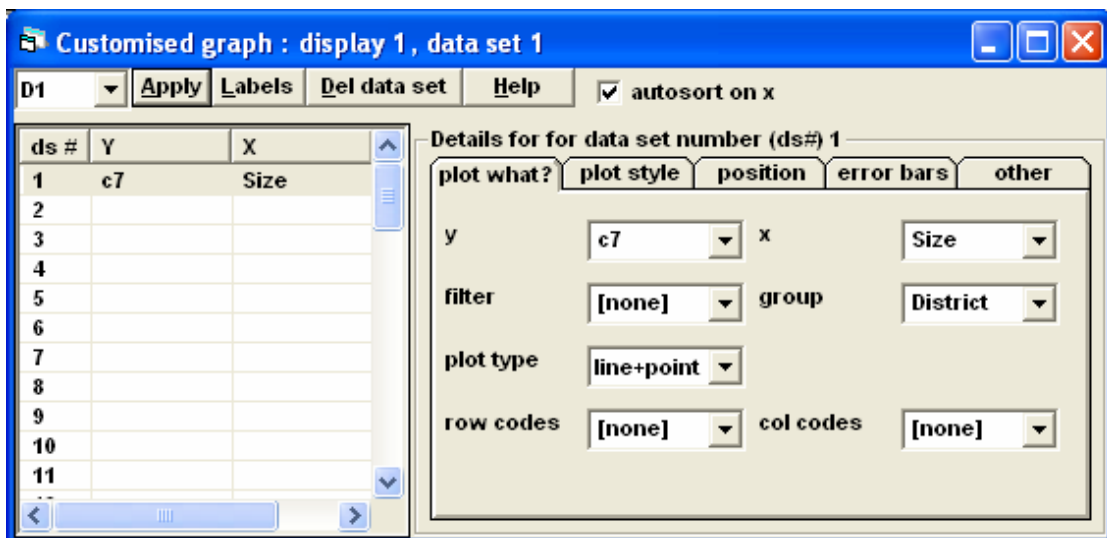 Customised graph : display 1 , data set 1
D1 Apply Labels Del data set Help autosort on x
ds # Y X
1 c7 Size
2
3
4
5
6
7
8
9
10
11
Details for for data set number (ds#) 1
plot what? plot style position error bars other
y c7 x Size
filter [none] group District
plot type line+point
row codes [none] col codes [none]